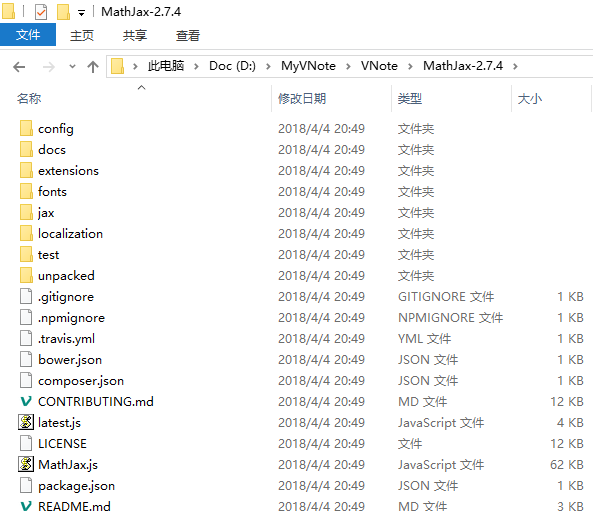 MathJax-2.7.4
文件 主页 共享 查看
此电脑 Doc (D:) MyVNote VNote MathJax-2.7.4
名称 修改日期 类型 大小
config 2018/4/4 20:49 文件夹
docs 2018/4/4 20:49 文件夹
extensions 2018/4/4 20:49 文件夹
fonts 2018/4/4 20:49 文件夹
jax 2018/4/4 20:49 文件夹
localization 2018/4/4 20:49 文件夹
test 2018/4/4 20:49 文件夹
unpacked 2018/4/4 20:49 文件夹
.gitignore 2018/4/4 20:49 GITIGNORE 文件 1 KB
.npmignore 2018/4/4 20:49 NPMIGNORE 文件 1 KB
.travis.yml 2018/4/4 20:49 YML 文件 1 KB
bower.json 2018/4/4 20:49 JSON 文件 1 KB
composer.json 2018/4/4 20:49 JSON 文件 1 KB
CONTRIBUTING.md 2018/4/4 20:49 MD 文件 12 KB
latest.js 2018/4/4 20:49 JavaScript 文件 4 KB
LICENSE 2018/4/4 20:49 文件 12 KB
MathJax.js 2018/4/4 20:49 JavaScript 文件 62 KB
package.json 2018/4/4 20:49 JSON 文件 1 KB
README.md 2018/4/4 20:49 MD 文件 3 KB